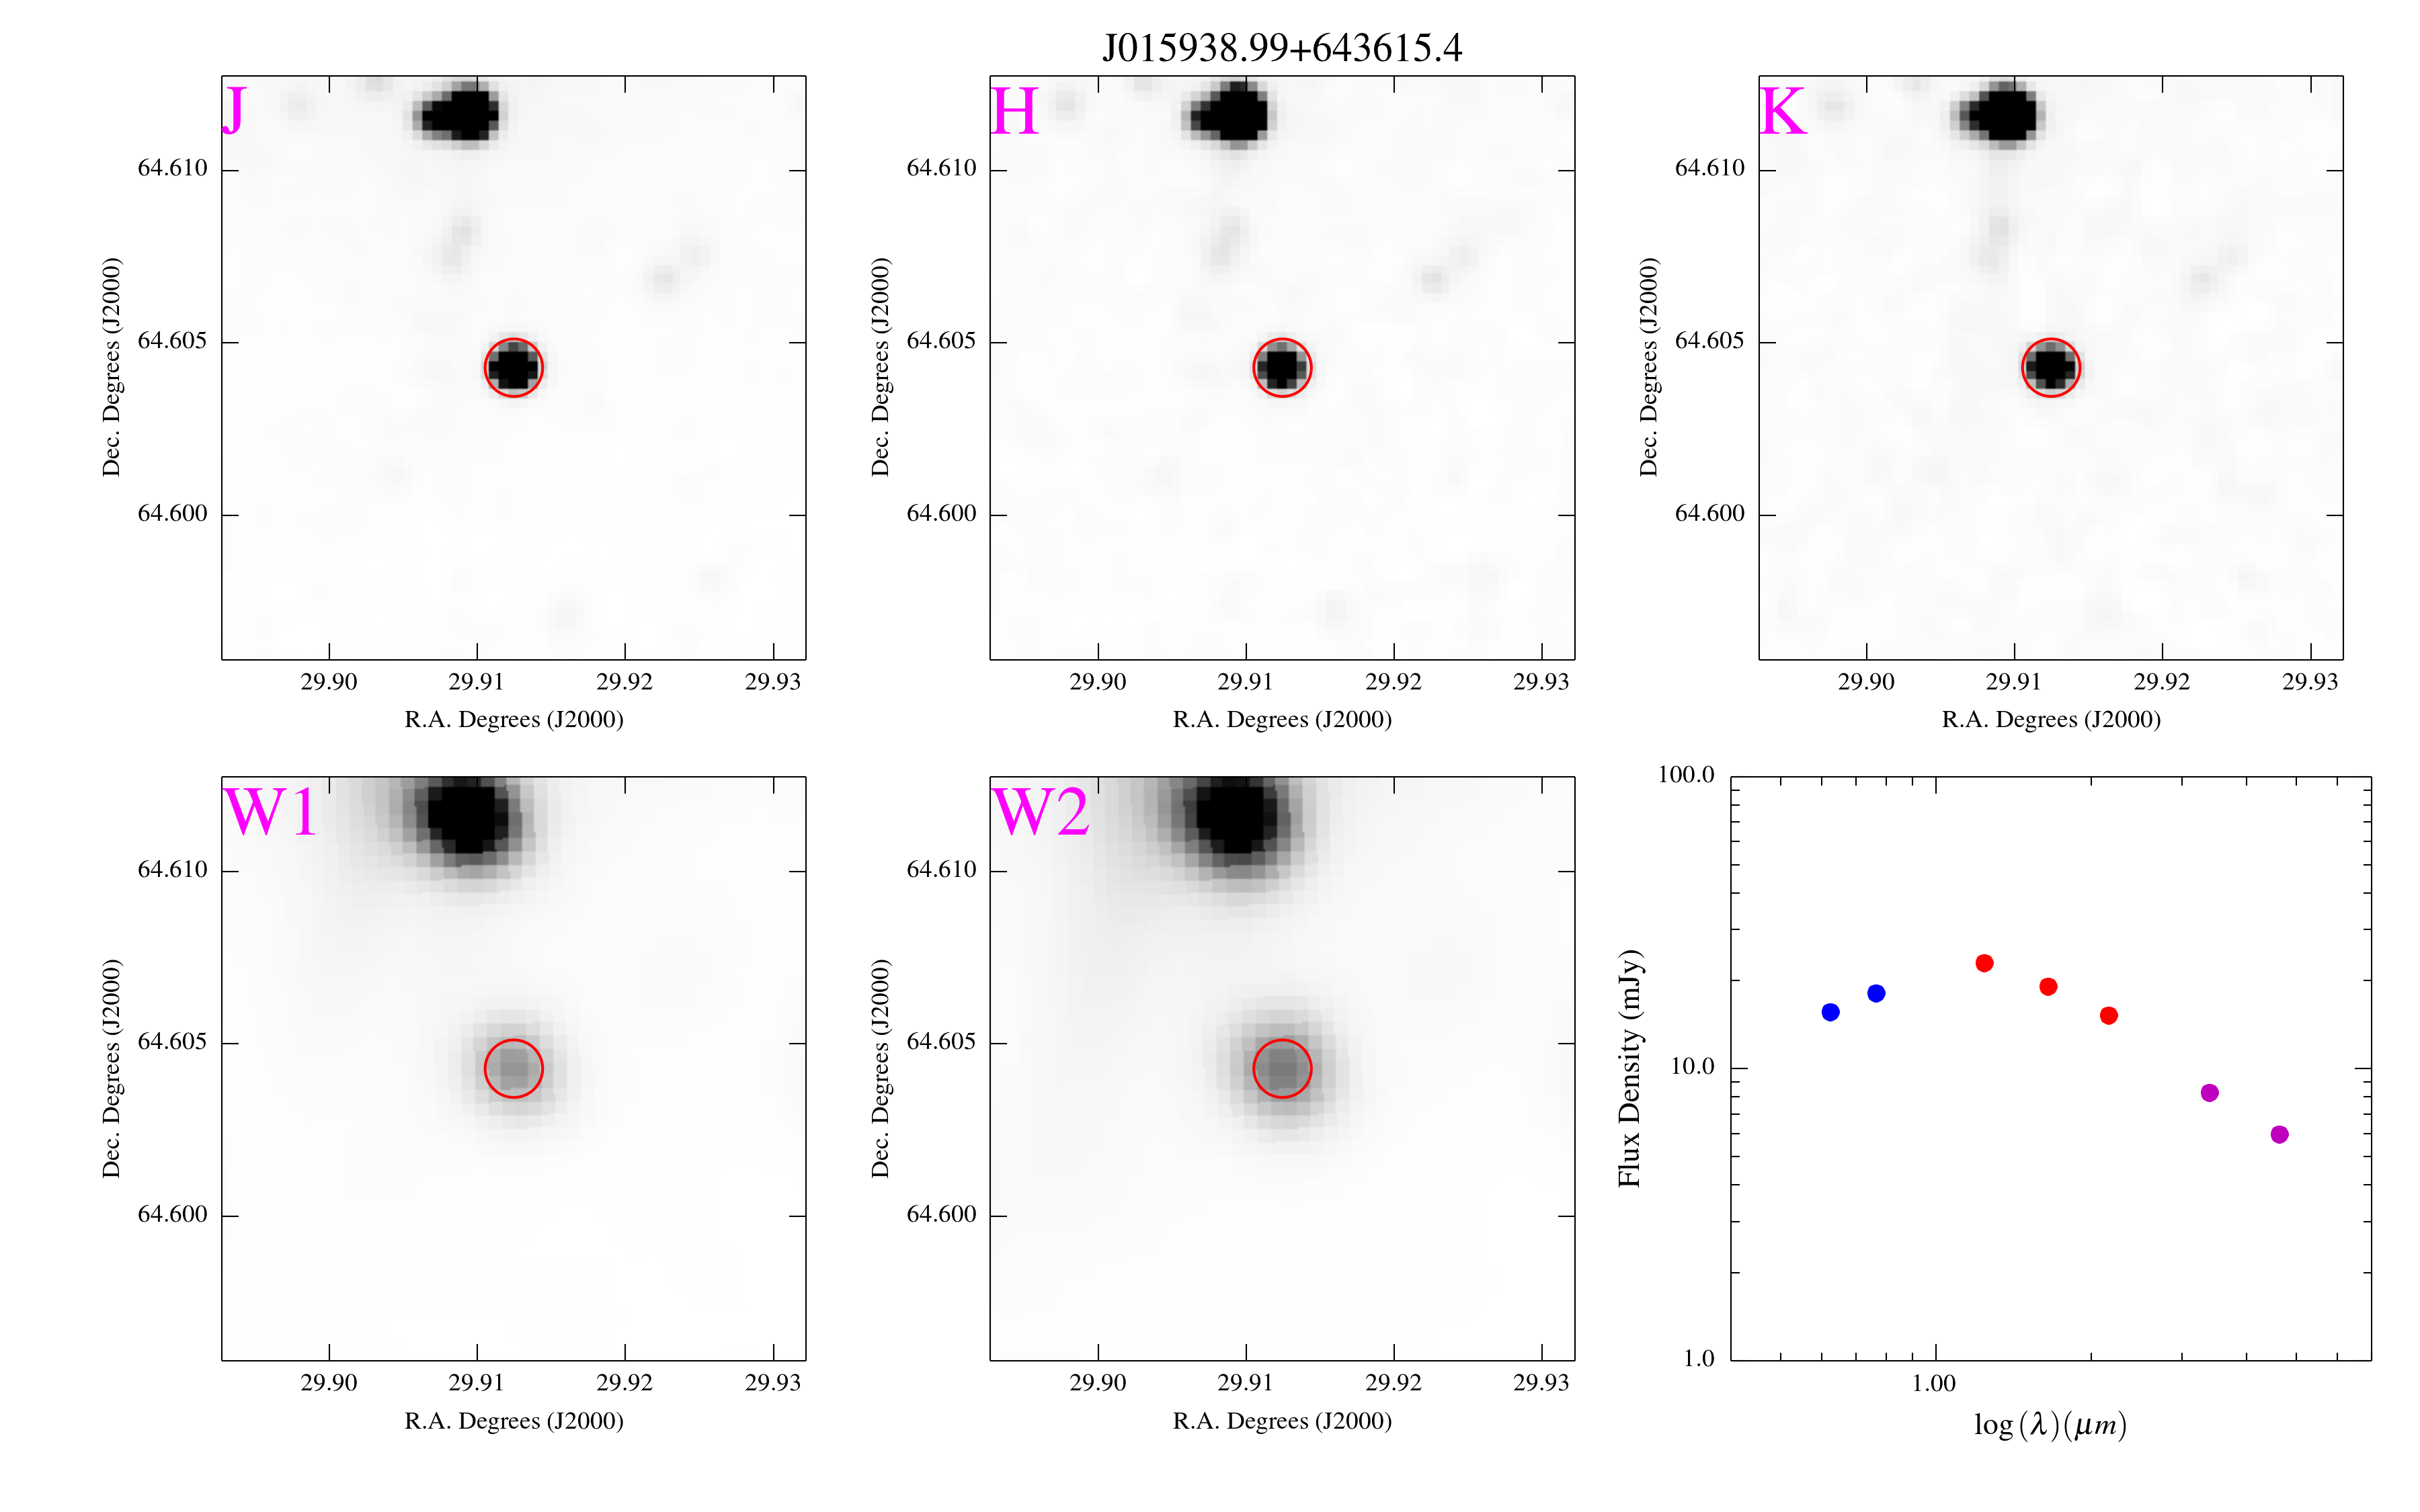 J015938.99+643615.4
J
H
K
64.610
64.605
64.600
Dec. Degrees (J2000)
29.90 29.91 29.92 29.93
R.A. Degrees (J2000)
64.610
64.605
64.600
Dec. Degrees (J2000)
29.90 29.91 29.92 29.93
R.A. Degrees (J2000)
64.610
64.605
64.600
Dec. Degrees (J2000)
29.90 29.91 29.92 29.93
R.A. Degrees (J2000)
W1
64.610
64.605
64.600
Dec. Degrees (J2000)
29.90 29.91 29.92 29.93
R.A. Degrees (J2000)
W2
64.610
64.605
64.600
Dec. Degrees (J2000)
29.90 29.91 29.92 29.93
R.A. Degrees (J2000)
100.0
10.0
1.0
Flux Density (mJy)
1.00
log(λ)(μm)